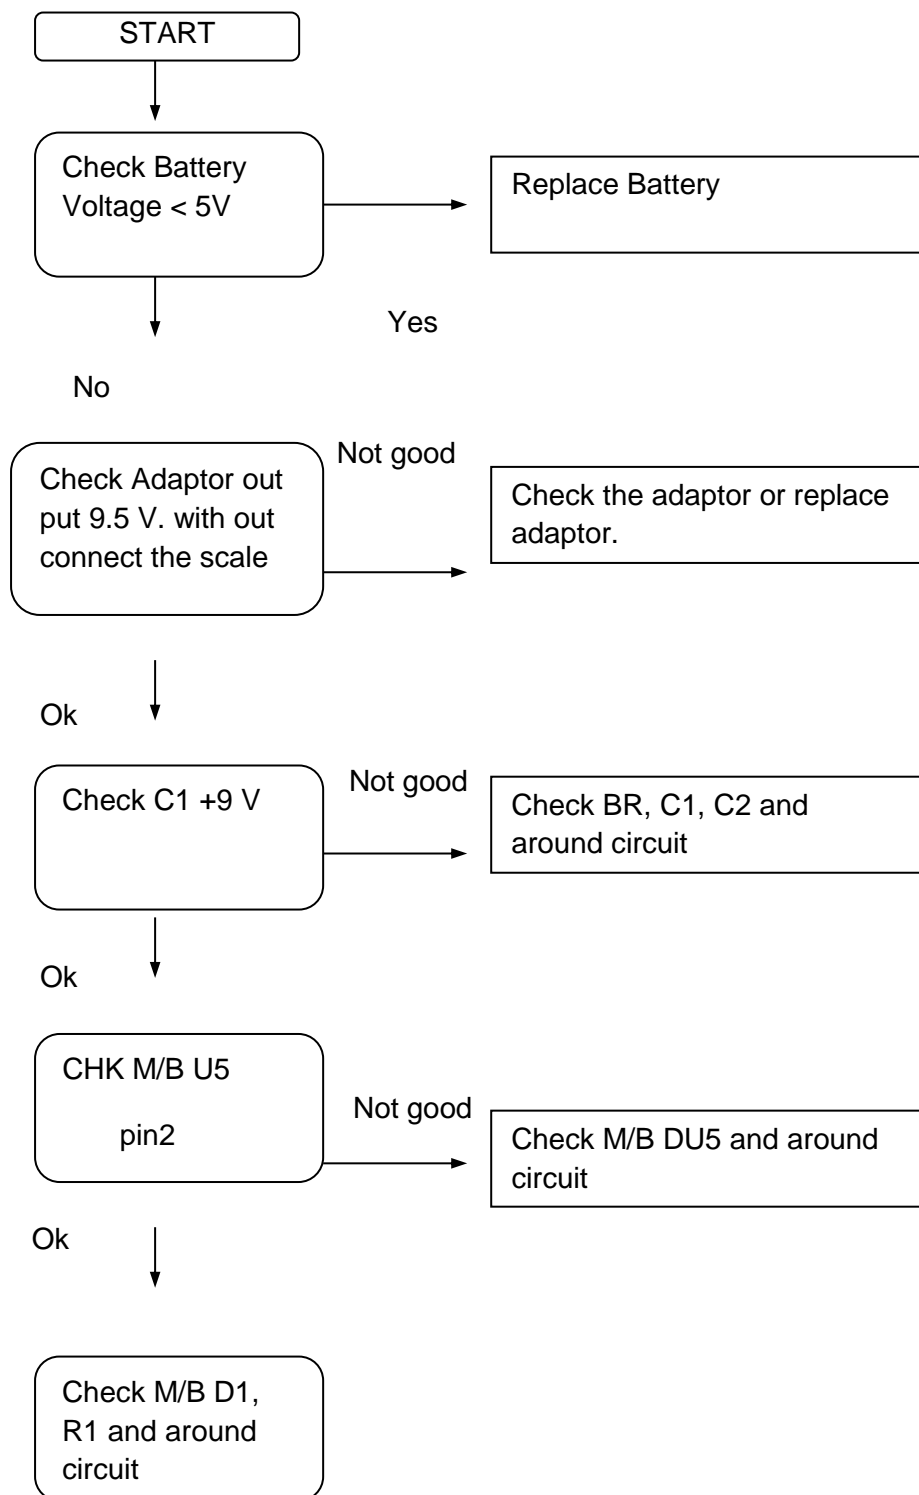 START
Check Battery
Voltage < 5V
Replace Battery
Yes
No
Check Adaptor out
put 9.5 V. with out
connect the scale
Not good
Check the adaptor or replace
adaptor.
Ok
Check C1 +9 V
Not good
Check BR, C1, C2 and
around circuit
Ok
CHK M/B U5
pin2
Not good
Check M/B DU5 and around
circuit
Ok
Check M/B D1,
R1 and around
circuit